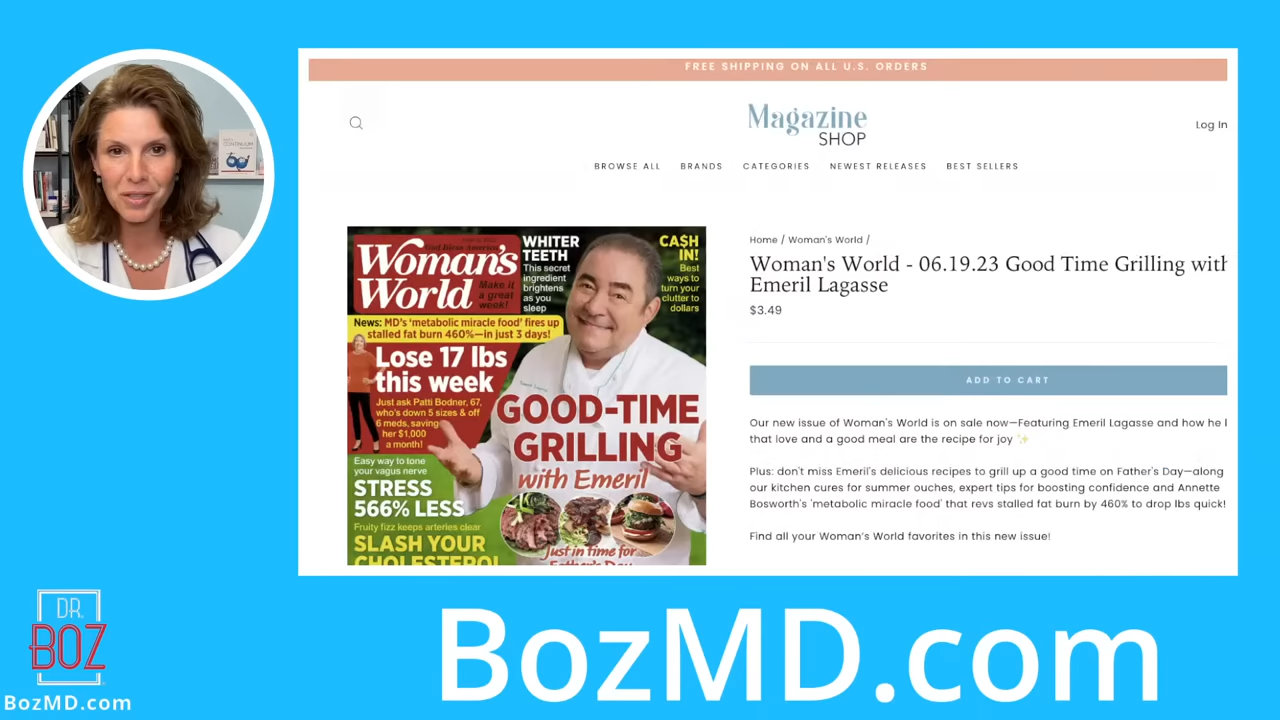 FREE SHIPPING ON ALL U.S. ORDERS
Magazine
SHOP
Log In
BROWSE ALL BRANDS CATEGORIES NEWEST RELEASES BEST SELLERS
Woman's
World
Make it
a great
week!
WHITER
TEETH
This secret
ingredient
brightens
as you
sleep
CA$H
IN!
Best
ways to
turn your
clutter to
dollars
News: MD's 'metabolic miracle food' fires up
stalled fat burn 460%—in just 3 days!
Lose 17 lbs
this week
Just ask Patti Bodner, 67,
who's down 5 sizes & off
6 meds, saving
her $1,000
a month!
GOOD-TIME
GRILLING
with Emeril
Easy way to tone
your vagus nerve
STRESS
566% LESS
Fruity fizz keeps arteries clear
SLASH YOUR
CHOLESTEROL
Just in time for
Father's Day
Home / Woman's World /
Woman's World - 06.19.23 Good Time Grilling with
Emeril Lagasse
$3.49
ADD TO CART
Our new issue of Woman's World is on sale now—Featuring Emeril Lagasse and how he l
that love and a good meal are the recipe for joy ✨
Plus: don't miss Emeril's delicious recipes to grill up a good time on Father's Day—along
our kitchen cures for summer ouches, expert tips for boosting confidence and Annette
Bosworth's 'metabolic miracle food' that revs stalled fat burn by 460% to drop lbs quick!
Find all your Woman's World favorites in this new issue!
DR.
BOZ
BozMD.com
BozMD.com